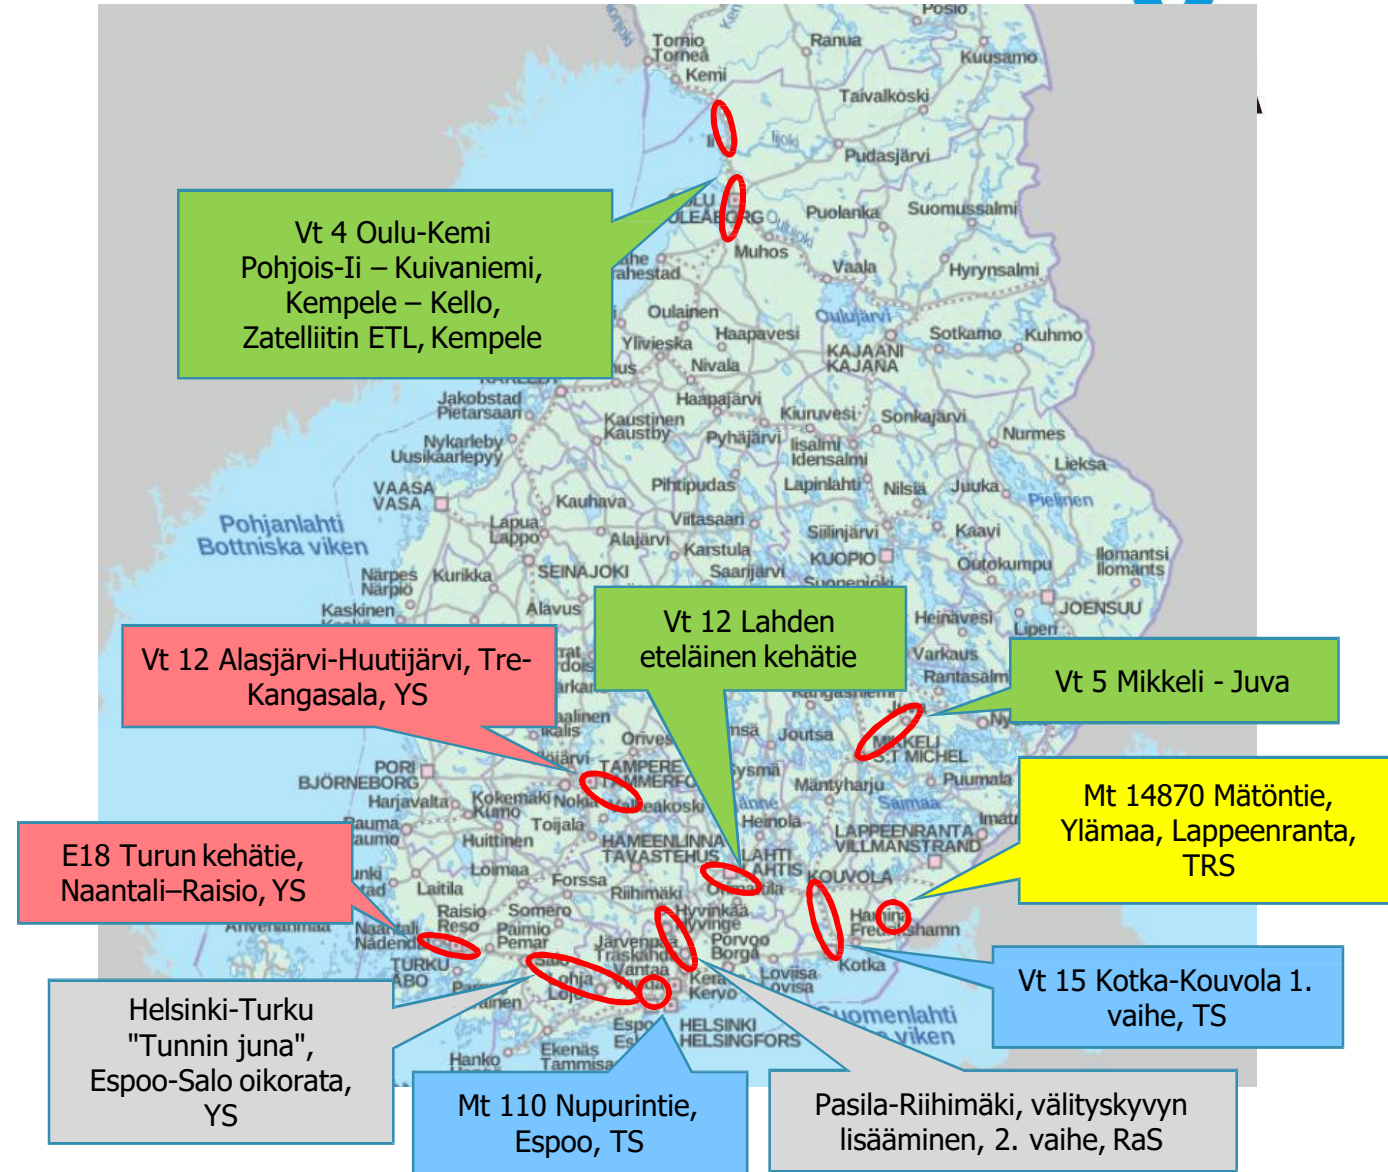 Posio
Tornio
Torneå
Kemi
Ranua
Kuusamo
Taivalkoski
Ii
Iijoki
Pudasjärvi
Vt 4 Oulu-Kemi
Pohjois-Ii – Kuivaniemi,
Kempele – Kello,
Zatelliitin ETL, Kempele
Puolanka
Suomussalmi
Muhos
Vaala
Hyrynsalmi
Oulainen
Haapavesi
Oulujärvi
Sotkamo
Kuhmo
Ylivieska
Nivala
KAJAANI
KAJANA
Jakobstad
Pietarsaari
Haapajärvi
Kaustinen
Kaustby
Kiuruvesi
Sonkajärvi
Pyhäjärvi
Iisalmi
Idensalmi
Nurmes
Nykarleby
Uusikaarlepyy
Lieksa
VAASA
VASA
Pihtipudas
Lapinlahti
Nilsiä
Juuka
Pielinen
Kauhava
Pohjanlahti
Bottniska viken
Lapua
Lappo
Viitasaari
Alajärvi
Siilinjärvi
Kaavi
Karstula
KUOPIO
Outokumpu
Ilomantsi
Ilomants
Närpes
Närpiö
Kurikka
SEINÄJOKI
Saarijärvi
Suonenjoki
Kaskinen
Alavus
JOENSUU
Heinävesi
Liperi
Vt 12 Lahden
eteläinen kehätie
Vt 12 Alasjärvi-Huutijärvi, Tre-
Kangasala, YS
Varkaus
Vt 5 Mikkeli - Juva
Juva
Joutsa
MIKKELI
S:T MICHEL
PORI
BJÖRNEBORG
TAMPERE
Mäntyharju
Puumala
Harjavalta
Kokemäki
Kumo
Nokia
Saimaa
Mt 14870 Mätöntie,
Ylämaa, Lappeenranta,
TRS
Toijala
Heinola
Huittinen
HÄMEENLINNA
TAVASTEHUS
LAPPEENRANTA
VILLMANSTRAND
E18 Turun kehätie,
Naantali–Raisio, YS
LAHTI
LAHTIS
KOUVOLA
Loimaa
Forssa
Laitila
Riihimäki
Orimattila
Raisio
Reso
Somero
Hyvinkää
Hyvinge
Hamina
Fredrikshamn
Naantali
Nådendal
Paimio
Pemar
Järvenpää
Träskända
Porvoo
Borgå
Kotka
TURKU
ÅBO
Salo
Lohja
Lojo
Vantaa
Vanda
Kera
Kervo
Loviisa
Lovisa
Vt 15 Kotka-Kouvola 1.
vaihe, TS
Helsinki-Turku
"Tunnin juna",
Espoo-Salo oikorata,
YS
HELSINKI
HELSINGFORS
Suomenlahti
viken
Hanko
Ekenäs
Tammisa
Mt 110 Nupurintie,
Espoo, TS
Pasila-Riihimäki, välityskyvyn
lisääminen, 2. vaihe, RaS